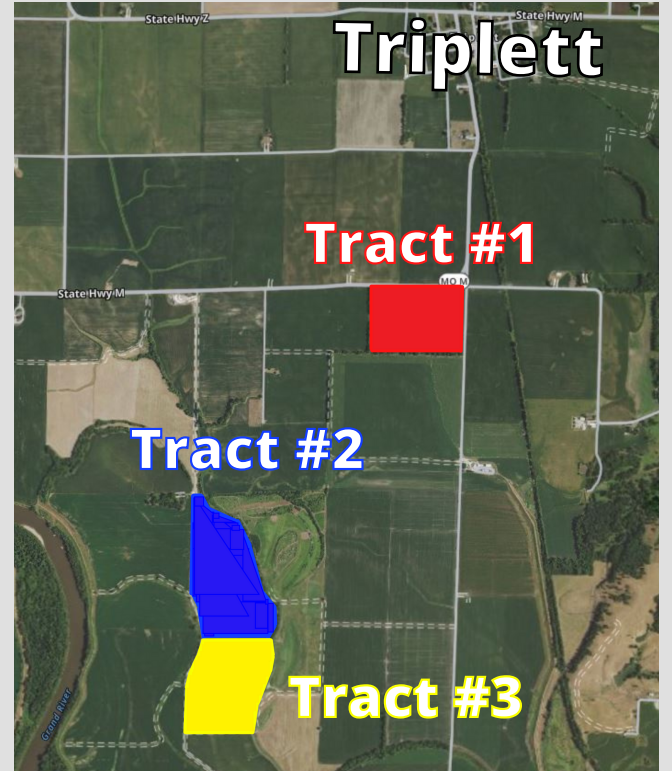 State Hwy Z
State Hwy M
Triplett
Tract #1
MO M
State Hwy M
Tract #2
Tract #3
Grand River